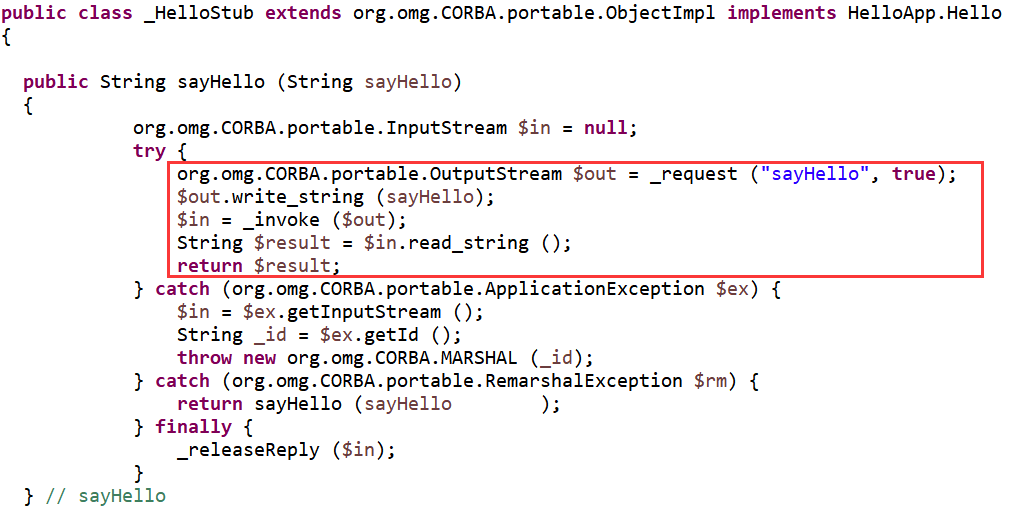 public class _HelloStub extends org.omg.CORBA.portable.ObjectImpl implements HelloApp.Hello
{
public String sayHello (String sayHello)
{
org.omg.CORBA.portable.InputStream $in = null;
try {
org.omg.CORBA.portable.OutputStream $out = _request ("sayHello", true);
$out.write_string (sayHello);
$in = _invoke ($out);
String $result = $in.read_string ();
return $result;
} catch (org.omg.CORBA.portable.ApplicationException $ex) {
$in = $ex.getInputStream ();
String _id = $ex.getId ();
throw new org.omg.CORBA.MARSHAL (_id);
} catch (org.omg.CORBA.portable.RemarshalException $rm) {
return sayHello (sayHello        );
} finally {
_releaseReply ($in);
}
} // sayHello